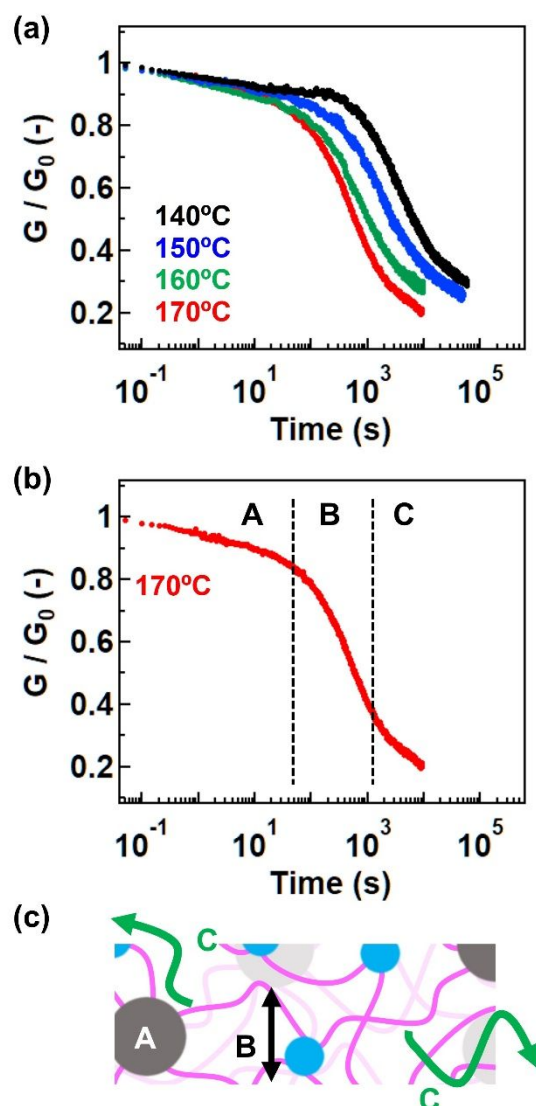 (a)
G / G₀ (-)
1
0.8
0.6
0.4
0.2
140ºC
150ºC
160ºC
170ºC
10⁻¹ 10¹ 10³ 10⁵
Time (s)
(b)
G / G₀ (-)
1
0.8
0.6
0.4
0.2
A B C
170ºC
10⁻¹ 10¹ 10³ 10⁵
Time (s)
(c)
C
A
B
C